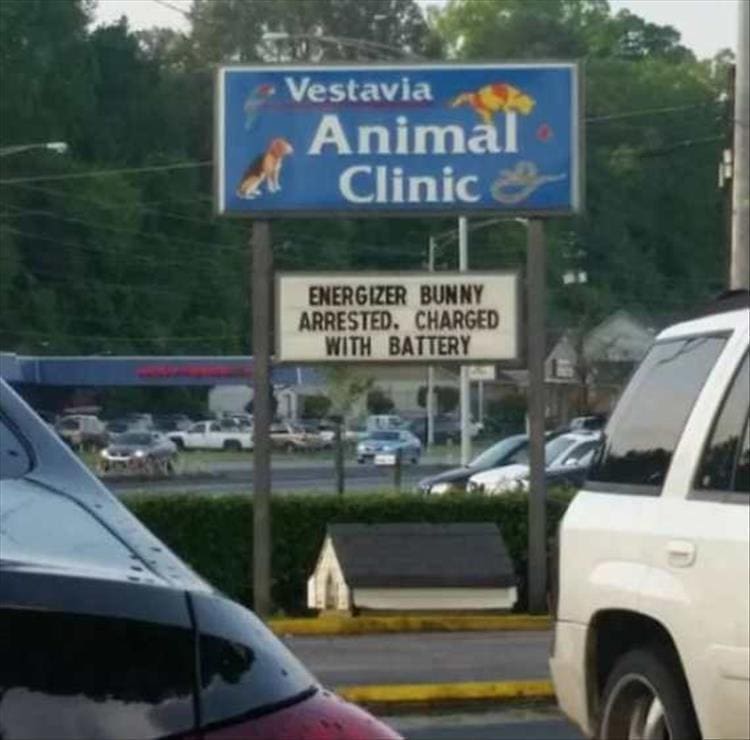 Vestavia
Animal
Clinic
ENERGIZER BUNNY
ARRESTED. CHARGED
WITH BATTERY